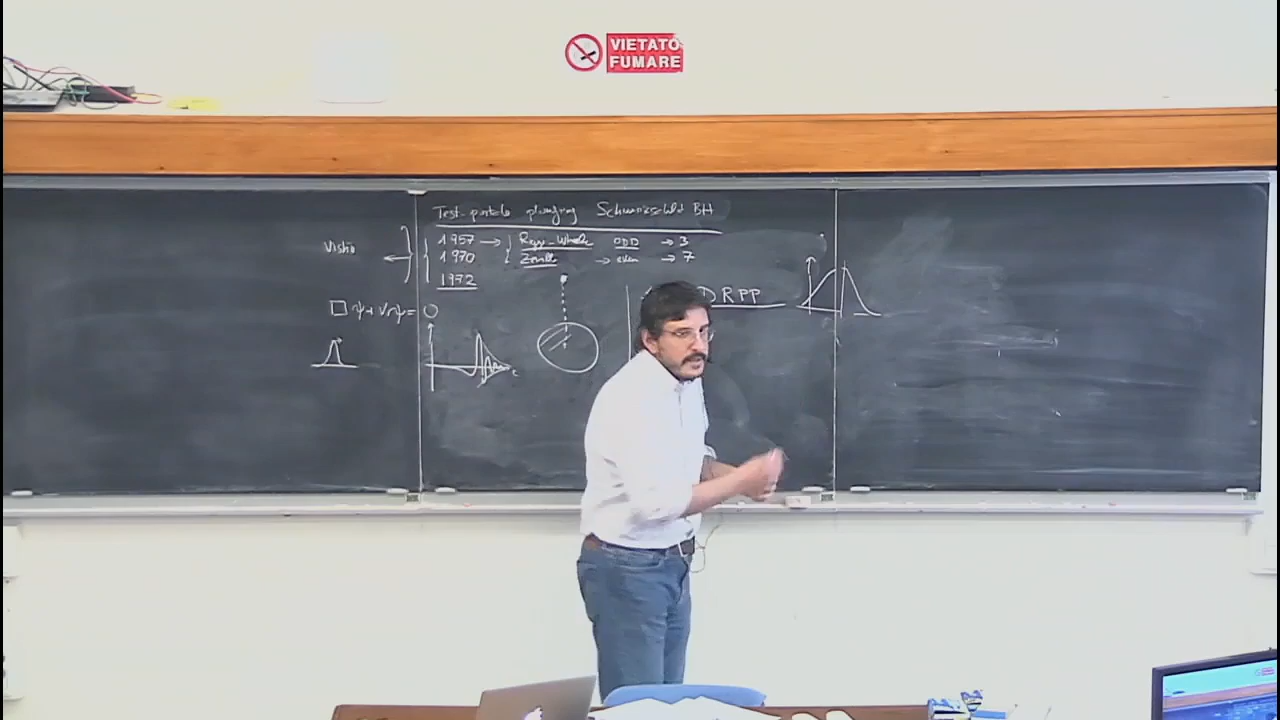 VIETATO
FUMARE
Test-particle plunging Schwarzschild BH
1957 → Regge-Wheeler ODD → 3
1970 Zerilli → even → 7
1972
□ψ+Vψ=0
DRPP